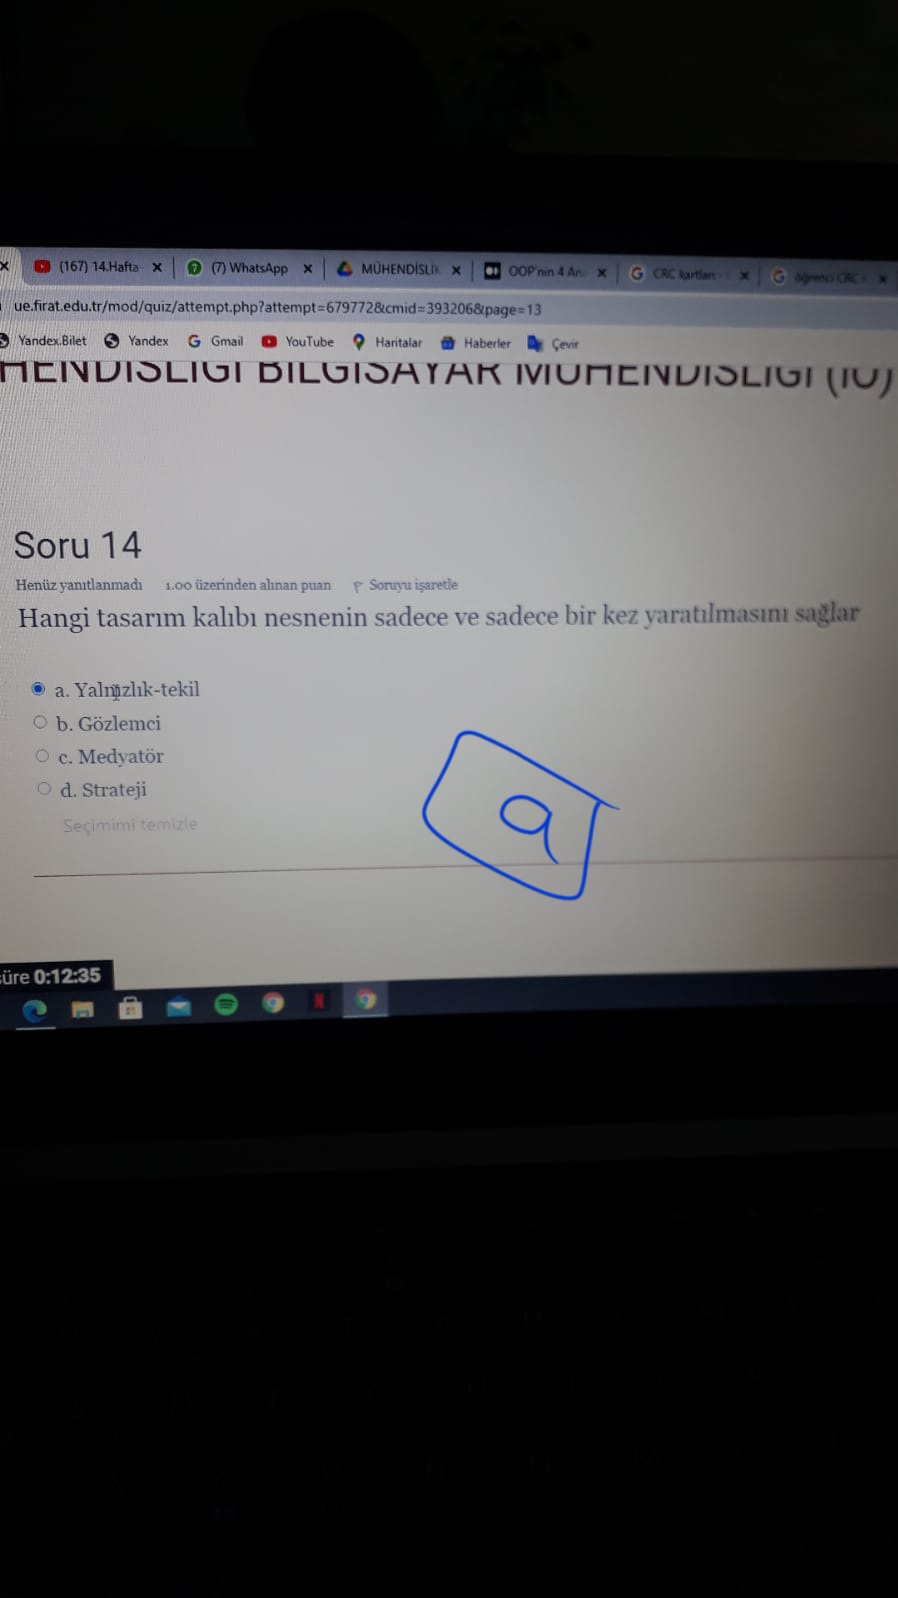 (167) 14.Hafta
(7) WhatsApp
MÜHENDİSLİK
OOP'nin 4 An
CRC kartları -
öğrenci CRC
ue.firat.edu.tr/mod/quiz/attempt.php?attempt=679772&cmid=393206&page=13
Yandex.Bilet Yandex Gmail YouTube Haritalar Haberler Çevir
HENDİSLİĞİ BİLGİSAYAR MÜHENDİSLİĞİ (İÖ)
Soru 14
Henüz yanıtlanmadı 1.00 üzerinden alınan puan Soruyu işaretle
Hangi tasarım kalıbı nesnenin sadece ve sadece bir kez yaratılmasını sağlar
a. Yalnızlık-tekil
b. Gözlemci
c. Medyatör
d. Strateji
Seçimimi temizle
a
süre 0:12:35